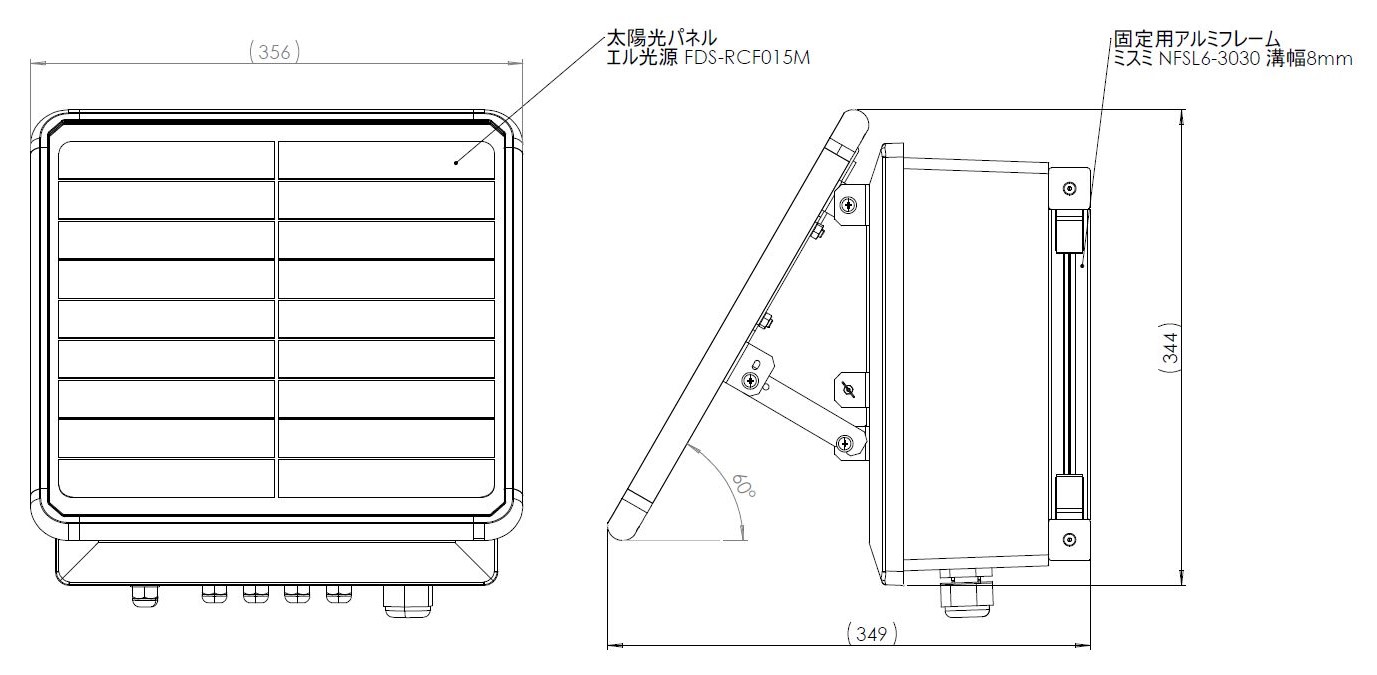 (356)
太陽光パネル
エル光源 FDS-RCF015M
固定用アルミフレーム
ミスミ NFSL6-3030 溝幅8mm
(344)
60°
(349)